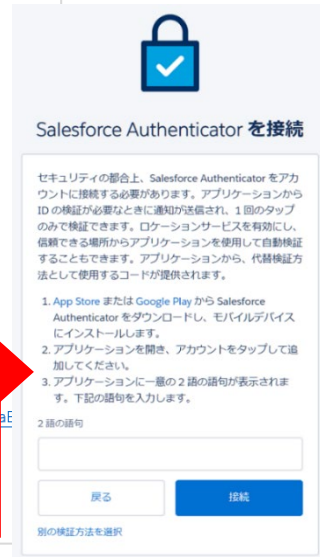 Salesforce Authenticator を接続
セキュリティの都合上、Salesforce Authenticator をアカ
ウントに接続する必要があります。アプリケーションから
ID の検証が必要なときに通知が送信され、1 回のタップ
のみで検証できます。ロケーションサービスを有効にし、
信頼できる場所からアプリケーションを使用して自動検証
することもできます。アプリケーションから、代替検証方
法として使用するコードが提供されます。
1. App Store または Google Play から Salesforce
Authenticator をダウンロードし、モバイルデバイス
にインストールします。
2. アプリケーションを開き、アカウントをタップして追
加してください。
3. アプリケーションに一意の 2 語の語句が表示されま
す。下記の語句を入力します。
aE
2 語の語句
戻る
接続
別の検証方法を選択